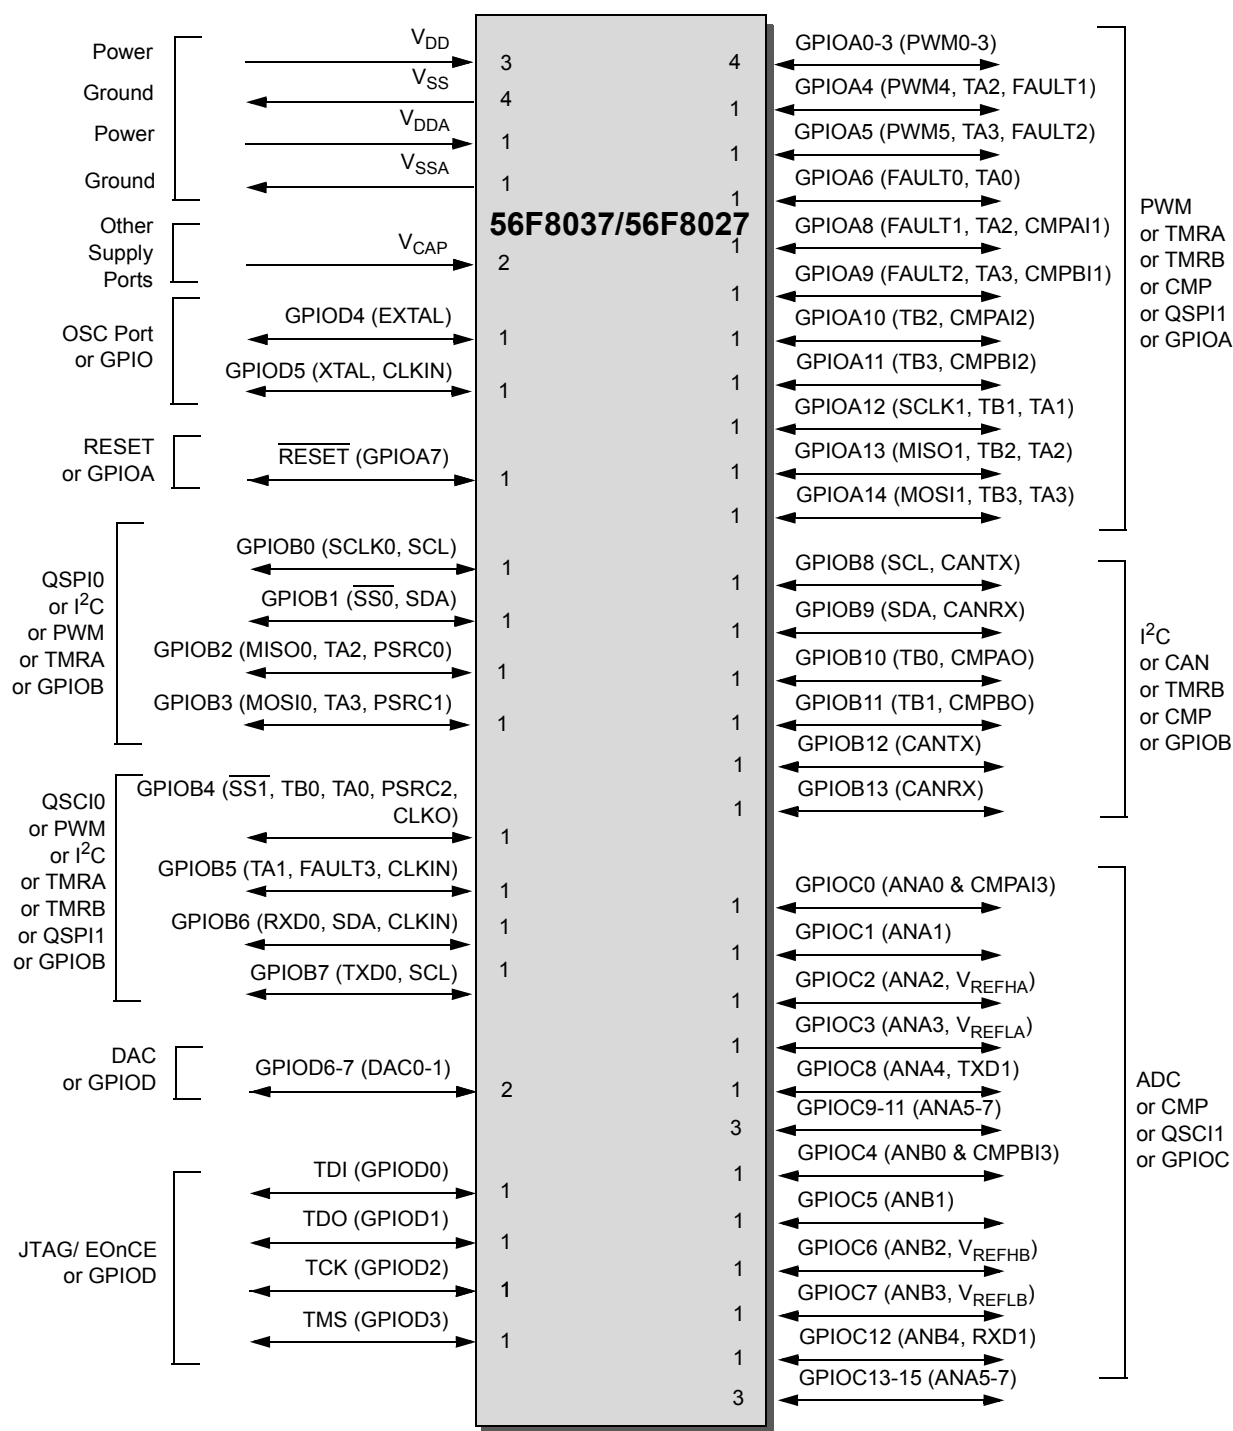 Power
V_DD
3
Ground
V_SS
4
Power
V_DDA
1
Ground
V_SSA
1
56F8037/56F8027
Other
Supply
Ports
V_CAP
2
OSC Port
or GPIO
GPIOD4 (EXTAL)
1
GPIOD5 (XTAL, CLKIN)
1
RESET
or GPIOA
RESET (GPIOA7)
1
QSPI0
or I²C
or PWM
or TMRA
or GPIOB
GPIOB0 (SCLK0, SCL)
1
GPIOB1 (SS0, SDA)
1
GPIOB2 (MISO0, TA2, PSRC0)
1
GPIOB3 (MOSI0, TA3, PSRC1)
1
QSCI0
or PWM
or I²C
or TMRA
or TMRB
or QSPI1
or GPIOB
GPIOB4 (SS1, TB0, TA0, PSRC2,
CLKO)
1
GPIOB5 (TA1, FAULT3, CLKIN)
1
GPIOB6 (RXD0, SDA, CLKIN)
1
GPIOB7 (TXD0, SCL)
1
DAC
or GPIOD
GPIOD6-7 (DAC0-1)
2
JTAG/ EOnCE
or GPIOD
TDI (GPIOD0)
1
TDO (GPIOD1)
1
TCK (GPIOD2)
1
TMS (GPIOD3)
1
4
GPIOA0-3 (PWM0-3)
1
GPIOA4 (PWM4, TA2, FAULT1)
1
GPIOA5 (PWM5, TA3, FAULT2)
1
GPIOA6 (FAULT0, TA0)
1
GPIOA8 (FAULT1, TA2, CMPAI1)
1
GPIOA9 (FAULT2, TA3, CMPBI1)
1
GPIOA10 (TB2, CMPAI2)
1
GPIOA11 (TB3, CMPBI2)
1
GPIOA12 (SCLK1, TB1, TA1)
1
GPIOA13 (MISO1, TB2, TA2)
1
GPIOA14 (MOSI1, TB3, TA3)
PWM
or TMRA
or TMRB
or CMP
or QSPI1
or GPIOA
1
GPIOB8 (SCL, CANTX)
1
GPIOB9 (SDA, CANRX)
1
GPIOB10 (TB0, CMPAO)
1
GPIOB11 (TB1, CMPBO)
1
GPIOB12 (CANTX)
1
GPIOB13 (CANRX)
I²C
or CAN
or TMRB
or CMP
or GPIOB
1
GPIOC0 (ANA0 & CMPAI3)
1
GPIOC1 (ANA1)
1
GPIOC2 (ANA2, V_REFHA)
1
GPIOC3 (ANA3, V_REFLA)
1
GPIOC8 (ANA4, TXD1)
3
GPIOC9-11 (ANA5-7)
1
GPIOC4 (ANB0 & CMPBI3)
1
GPIOC5 (ANB1)
1
GPIOC6 (ANB2, V_REFHB)
1
GPIOC7 (ANB3, V_REFLB)
1
GPIOC12 (ANB4, RXD1)
3
GPIOC13-15 (ANA5-7)
ADC
or CMP
or QSCI1
or GPIOC